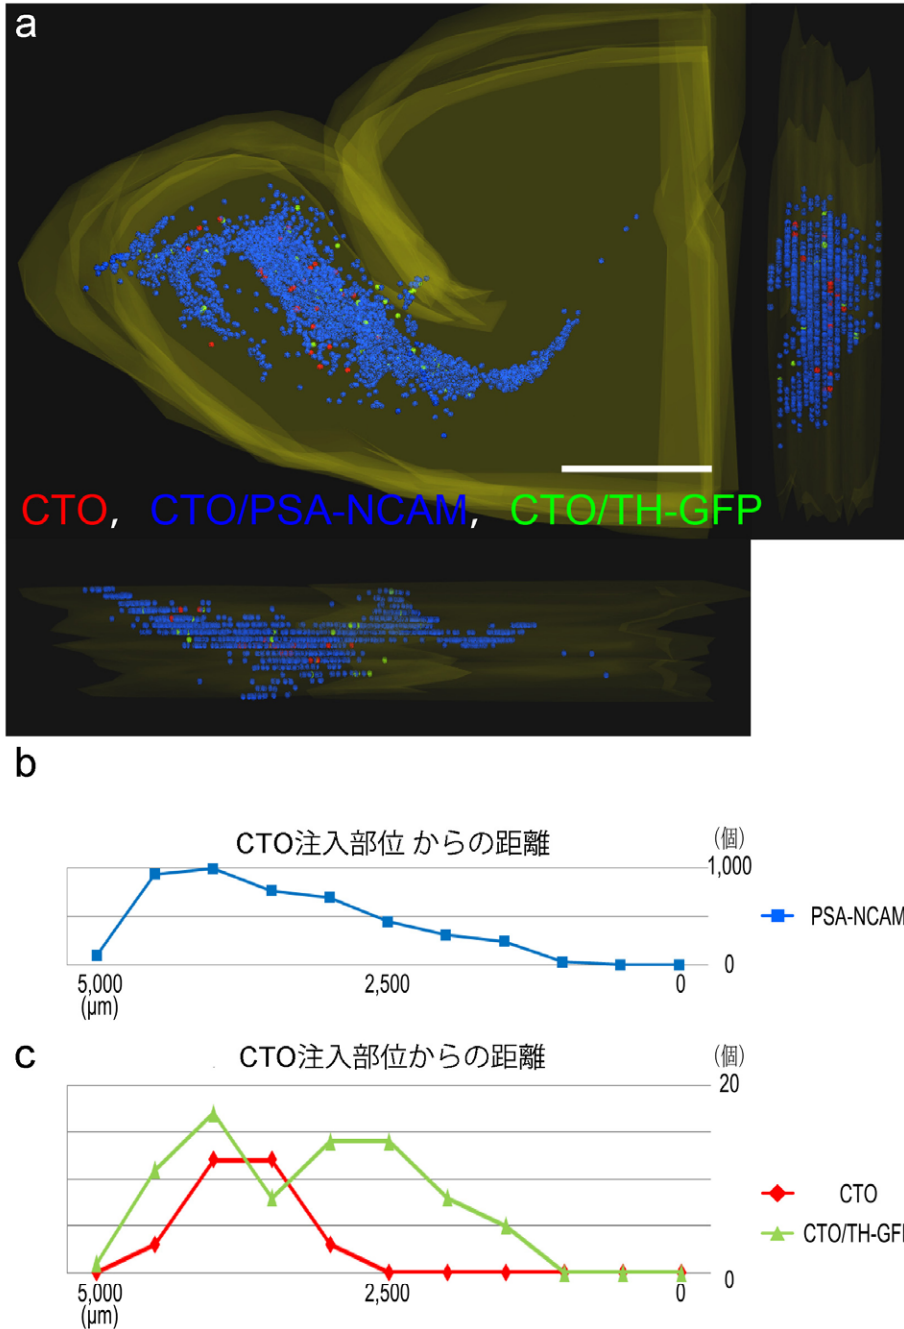 a
CTO, CTO/PSA-NCAM, CTO/TH-GFP
b
CTO注入部位 からの距離
(個)
1,000
PSA-NCAM
0
5,000
2,500
0
(μm)
c
CTO注入部位からの距離
(個)
20
CTO
CTO/TH-GF
0
5,000
2,500
0
(μm)